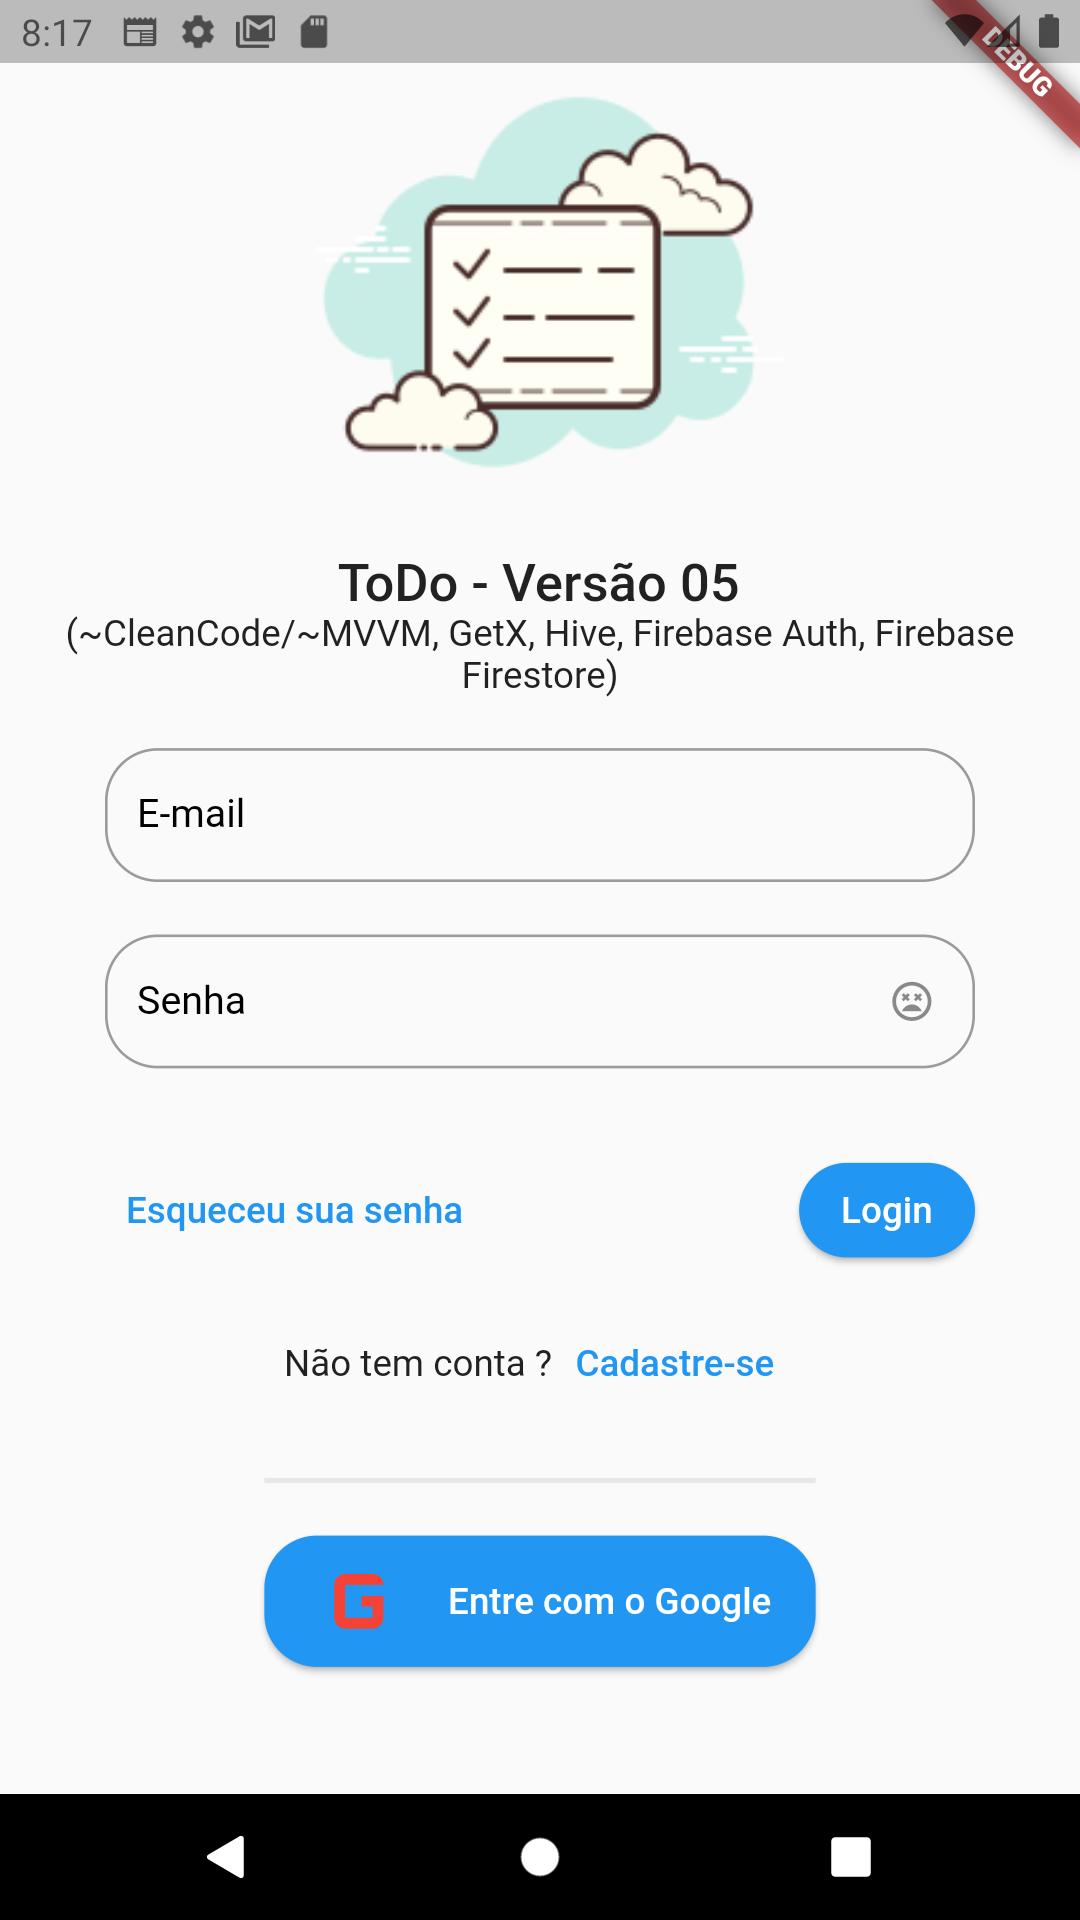 8:17
DEBUG
ToDo - Versão 05
(~CleanCode/~MVVM, GetX, Hive, Firebase Auth, Firebase
Firestore)
E-mail
Senha
Esqueceu sua senha
Login
Não tem conta ? Cadastre-se
G Entre com o Google